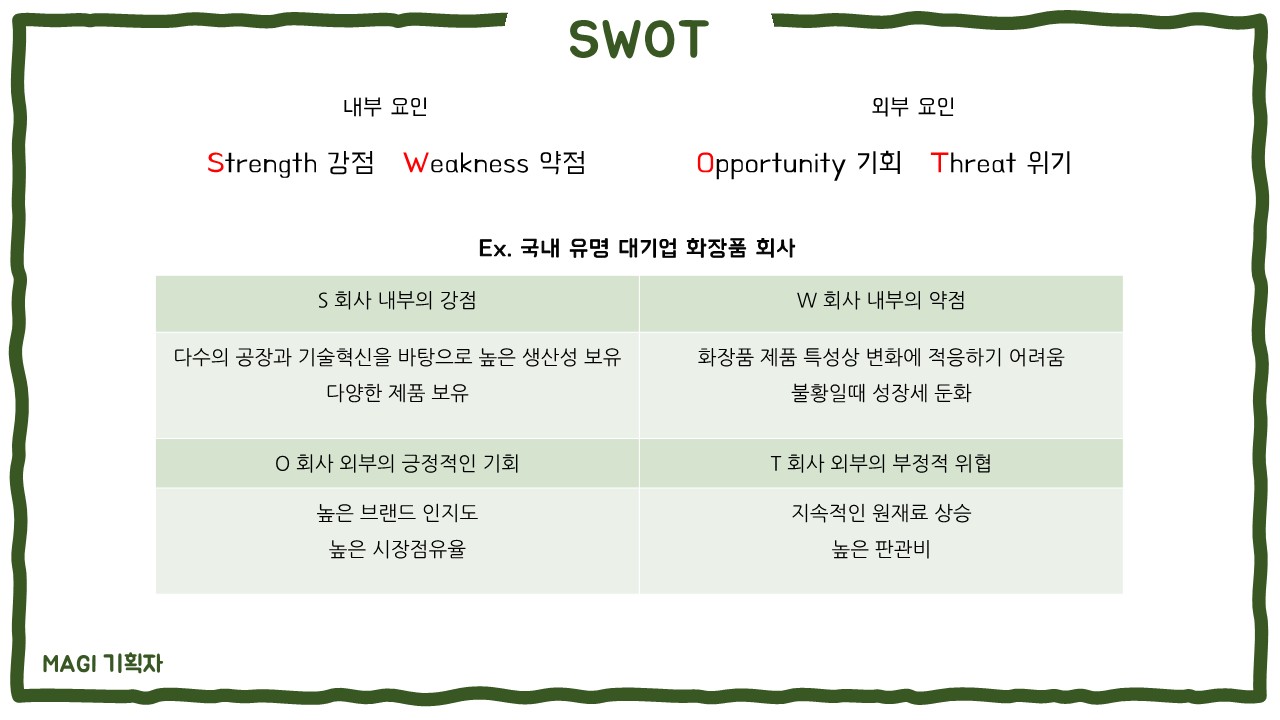 SWOT
내부 요인
외부 요인
Strength 강점 Weakness 약점
Opportunity 기회 Threat 위기
Ex. 국내 유명 대기업 화장품 회사
S 회사 내부의 강점
W 회사 내부의 약점
다수의 공장과 기술혁신을 바탕으로 높은 생산성 보유
다양한 제품 보유
화장품 제품 특성상 변화에 적응하기 어려움
불황일때 성장세 둔화
O 회사 외부의 긍정적인 기회
T 회사 외부의 부정적 위협
높은 브랜드 인지도
높은 시장점유율
지속적인 원재료 상승
높은 판관비
MAGI 기획자